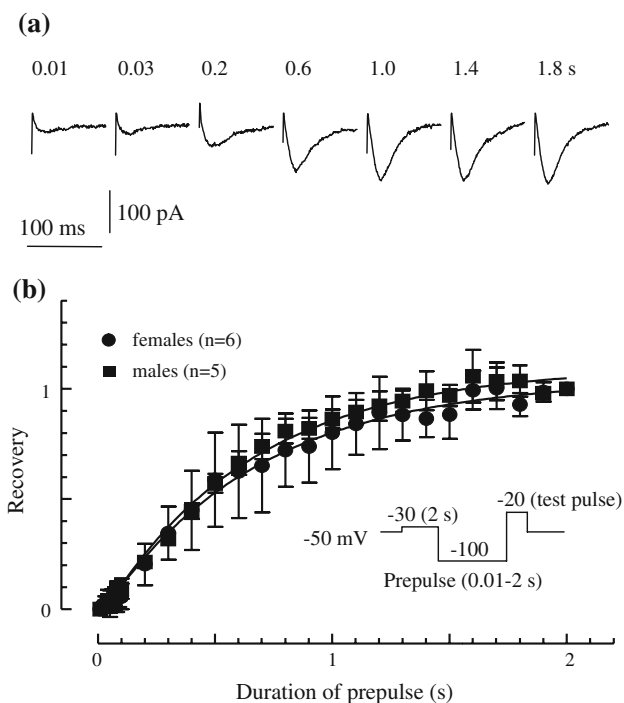 (a)
0.01 0.03 0.2 0.6 1.0 1.4 1.8 s
100 pA
100 ms
(b)
females (n=6)
males (n=5)
1
Recovery
-20 (test pulse)
-30 (2 s)
-50 mV
-100
Prepulse (0.01-2 s)
0
0 1 2
Duration of prepulse (s)